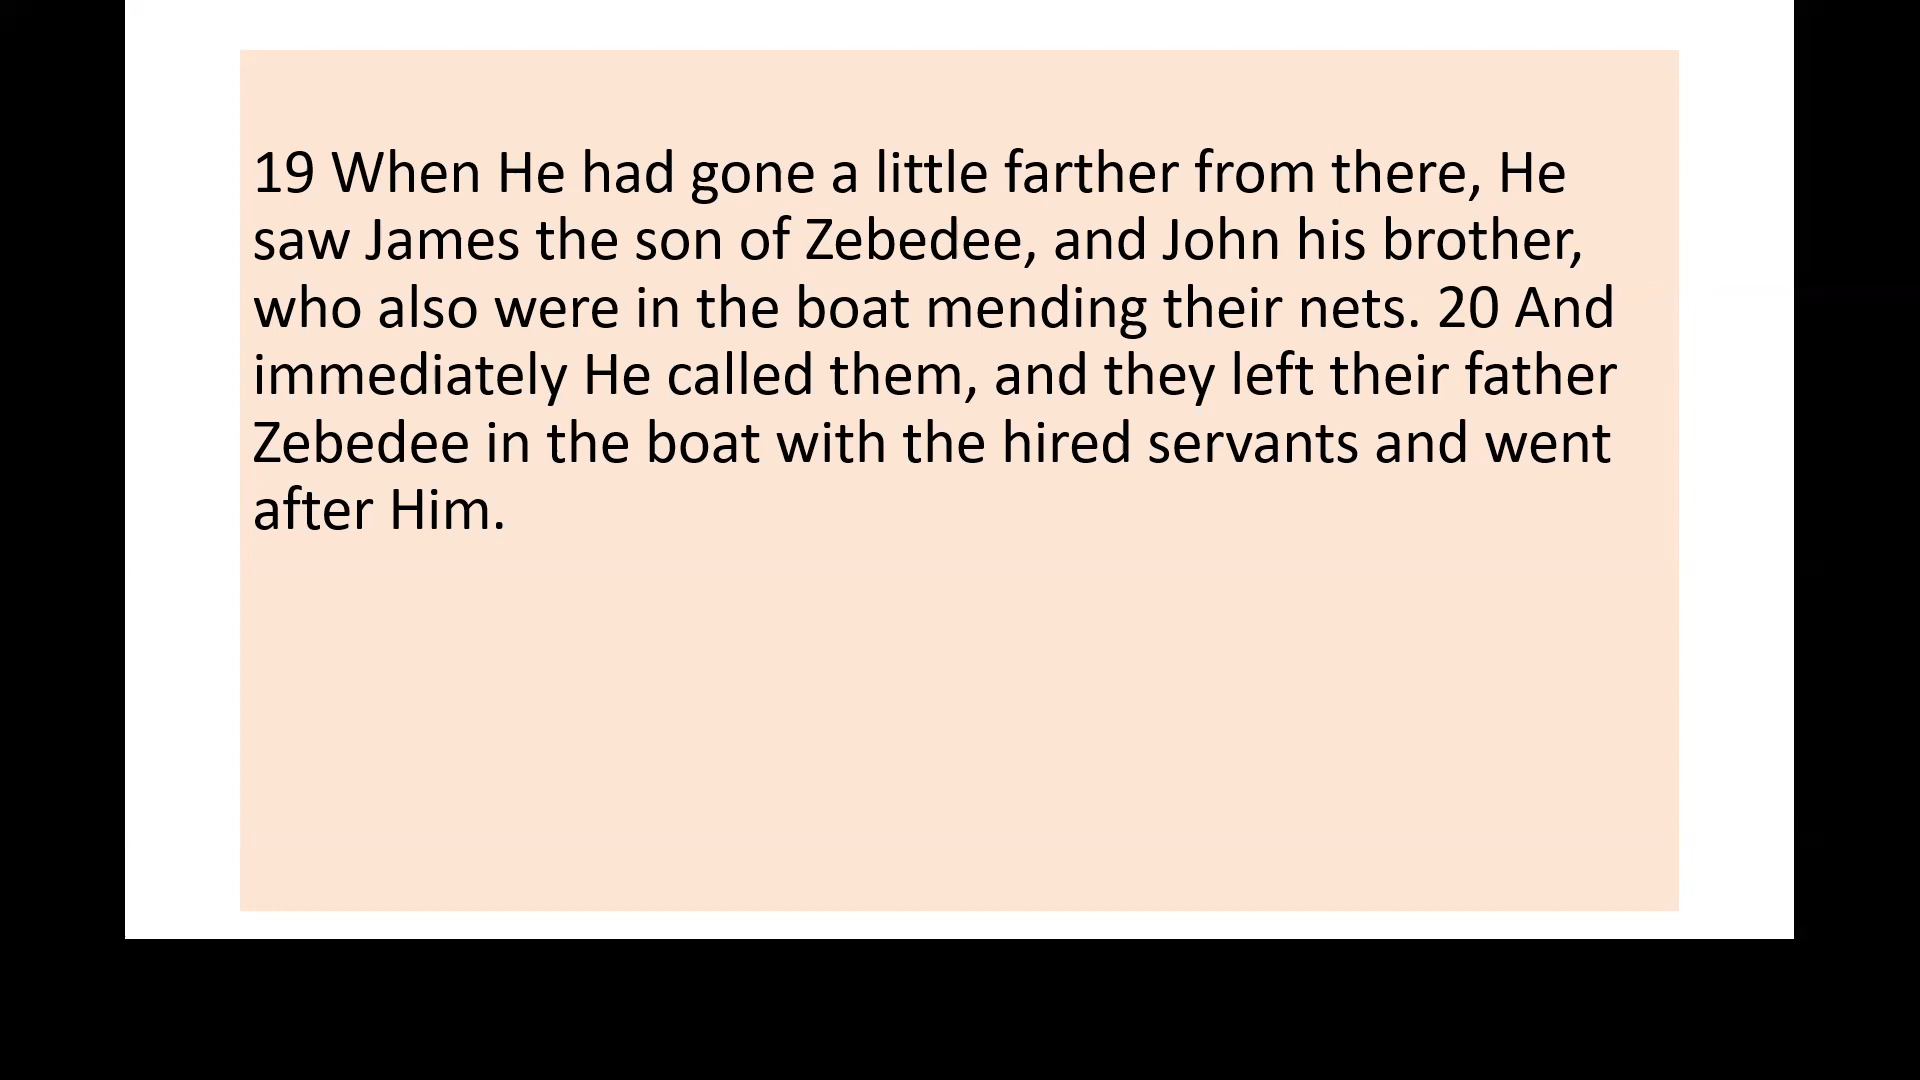 19 When He had gone a little farther from there, He
saw James the son of Zebedee, and John his brother,
who also were in the boat mending their nets. 20 And
immediately He called them, and they left their father
Zebedee in the boat with the hired servants and went
after Him.